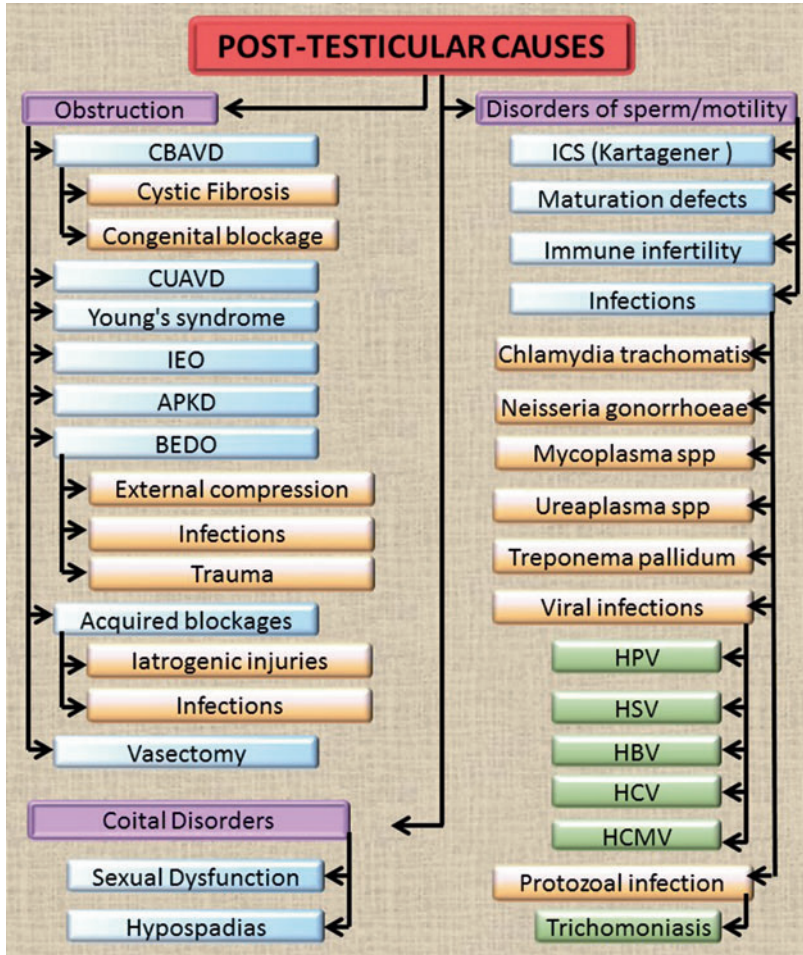 POST-TESTICULAR CAUSES
Obstruction
CBAVD
Cystic Fibrosis
Congenital blockage
CUAVD
Young's syndrome
IEO
APKD
BEDO
External compression
Infections
Trauma
Acquired blockages
Iatrogenic injuries
Infections
Vasectomy
Coital Disorders
Sexual Dysfunction
Hypospadias
Disorders of sperm/motility
ICS (Kartagener )
Maturation defects
Immune infertility
Infections
Chlamydia trachomatis
Neisseria gonorrhoeae
Mycoplasma spp
Ureaplasma spp
Treponema pallidum
Viral infections
HPV
HSV
HBV
HCV
HCMV
Protozoal infection
Trichomoniasis